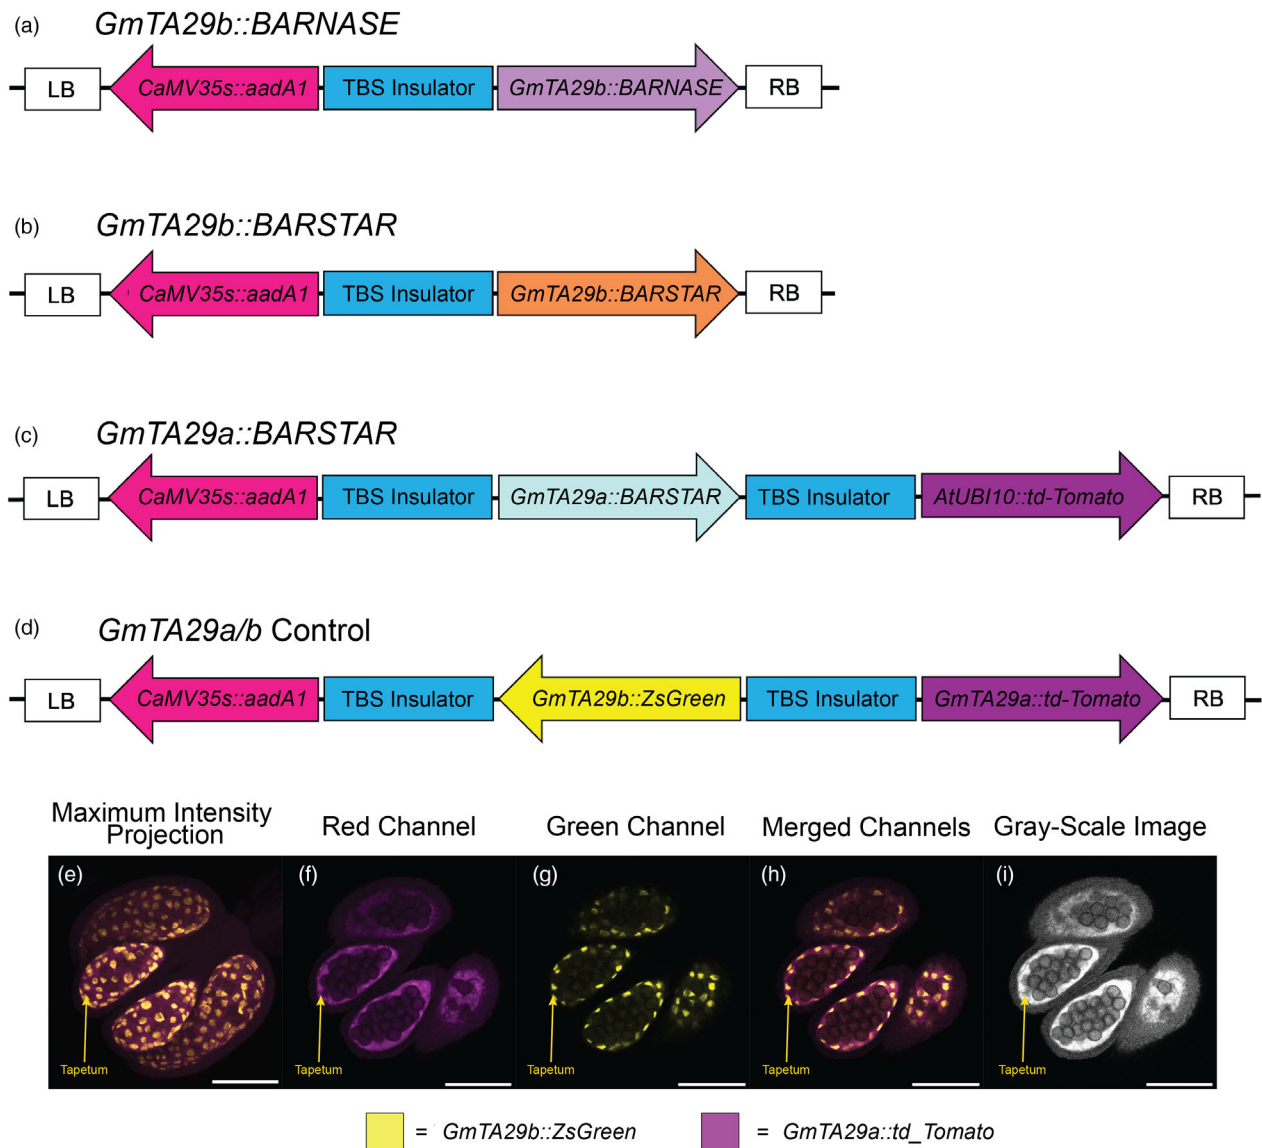 (a) GmTA29b::BARNASE
LB CaMV35s::aadA1 TBS Insulator GmTA29b::BARNASE RB
(b) GmTA29b::BARSTAR
LB CaMV35s::aadA1 TBS Insulator GmTA29b::BARSTAR RB
(c) GmTA29a::BARSTAR
LB CaMV35s::aadA1 TBS Insulator GmTA29a::BARSTAR TBS Insulator AtUBI10::td-Tomato RB
(d) GmTA29a/b Control
LB CaMV35s::aadA1 TBS Insulator GmTA29b::ZsGreen TBS Insulator GmTA29a::td-Tomato RB
Maximum Intensity
Projection
Red Channel
Green Channel
Merged Channels
Gray-Scale Image
(e) (f) (g) (h) (i)
Tapetum Tapetum Tapetum Tapetum Tapetum
= GmTA29b::ZsGreen = GmTA29a::td_Tomato